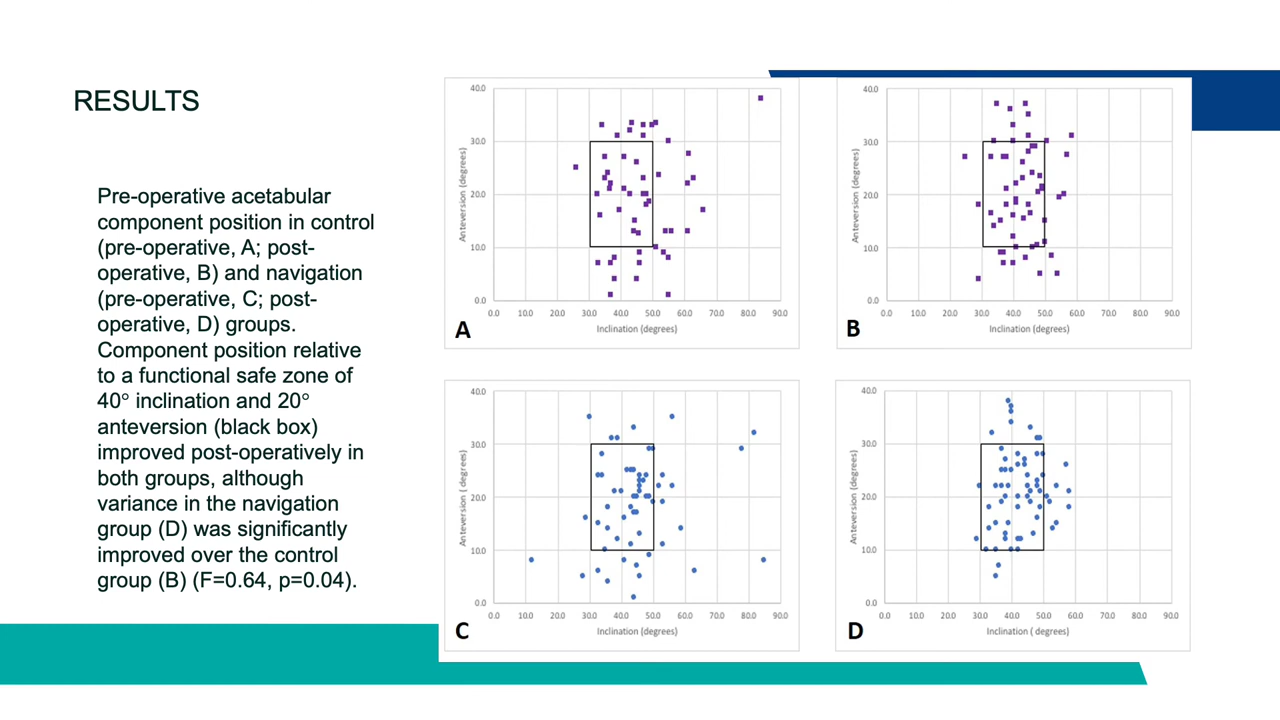 RESULTS
Pre-operative acetabular
component position in control
(pre-operative, A; post-
operative, B) and navigation
(pre-operative, C; post-
operative, D) groups.
Component position relative
to a functional safe zone of
40° inclination and 20°
anteversion (black box)
improved post-operatively in
both groups, although
variance in the navigation
group (D) was significantly
improved over the control
group (B) (F=0.64, p=0.04).
40.0
30.0
20.0
10.0
0.0
Anteversion (degrees)
0.0 10.0 20.0 30.0 40.0 50.0 60.0 70.0 80.0 90.0
Inclination (degrees)
A
40.0
30.0
20.0
10.0
0.0
Anteversion (degrees)
0.0 10.0 20.0 30.0 40.0 50.0 60.0 70.0 80.0 90.0
Inclination (degrees)
B
40.0
30.0
20.0
10.0
0.0
Anteversion ( degrees)
0.0 10.0 20.0 30.0 40.0 50.0 60.0 70.0 80.0 90.0
Inclination (degrees)
C
40.0
30.0
20.0
10.0
0.0
Anteversion (degrees)
0.0 10.0 20.0 30.0 40.0 50.0 60.0 70.0 80.0 90.0
Inclination ( degrees)
D